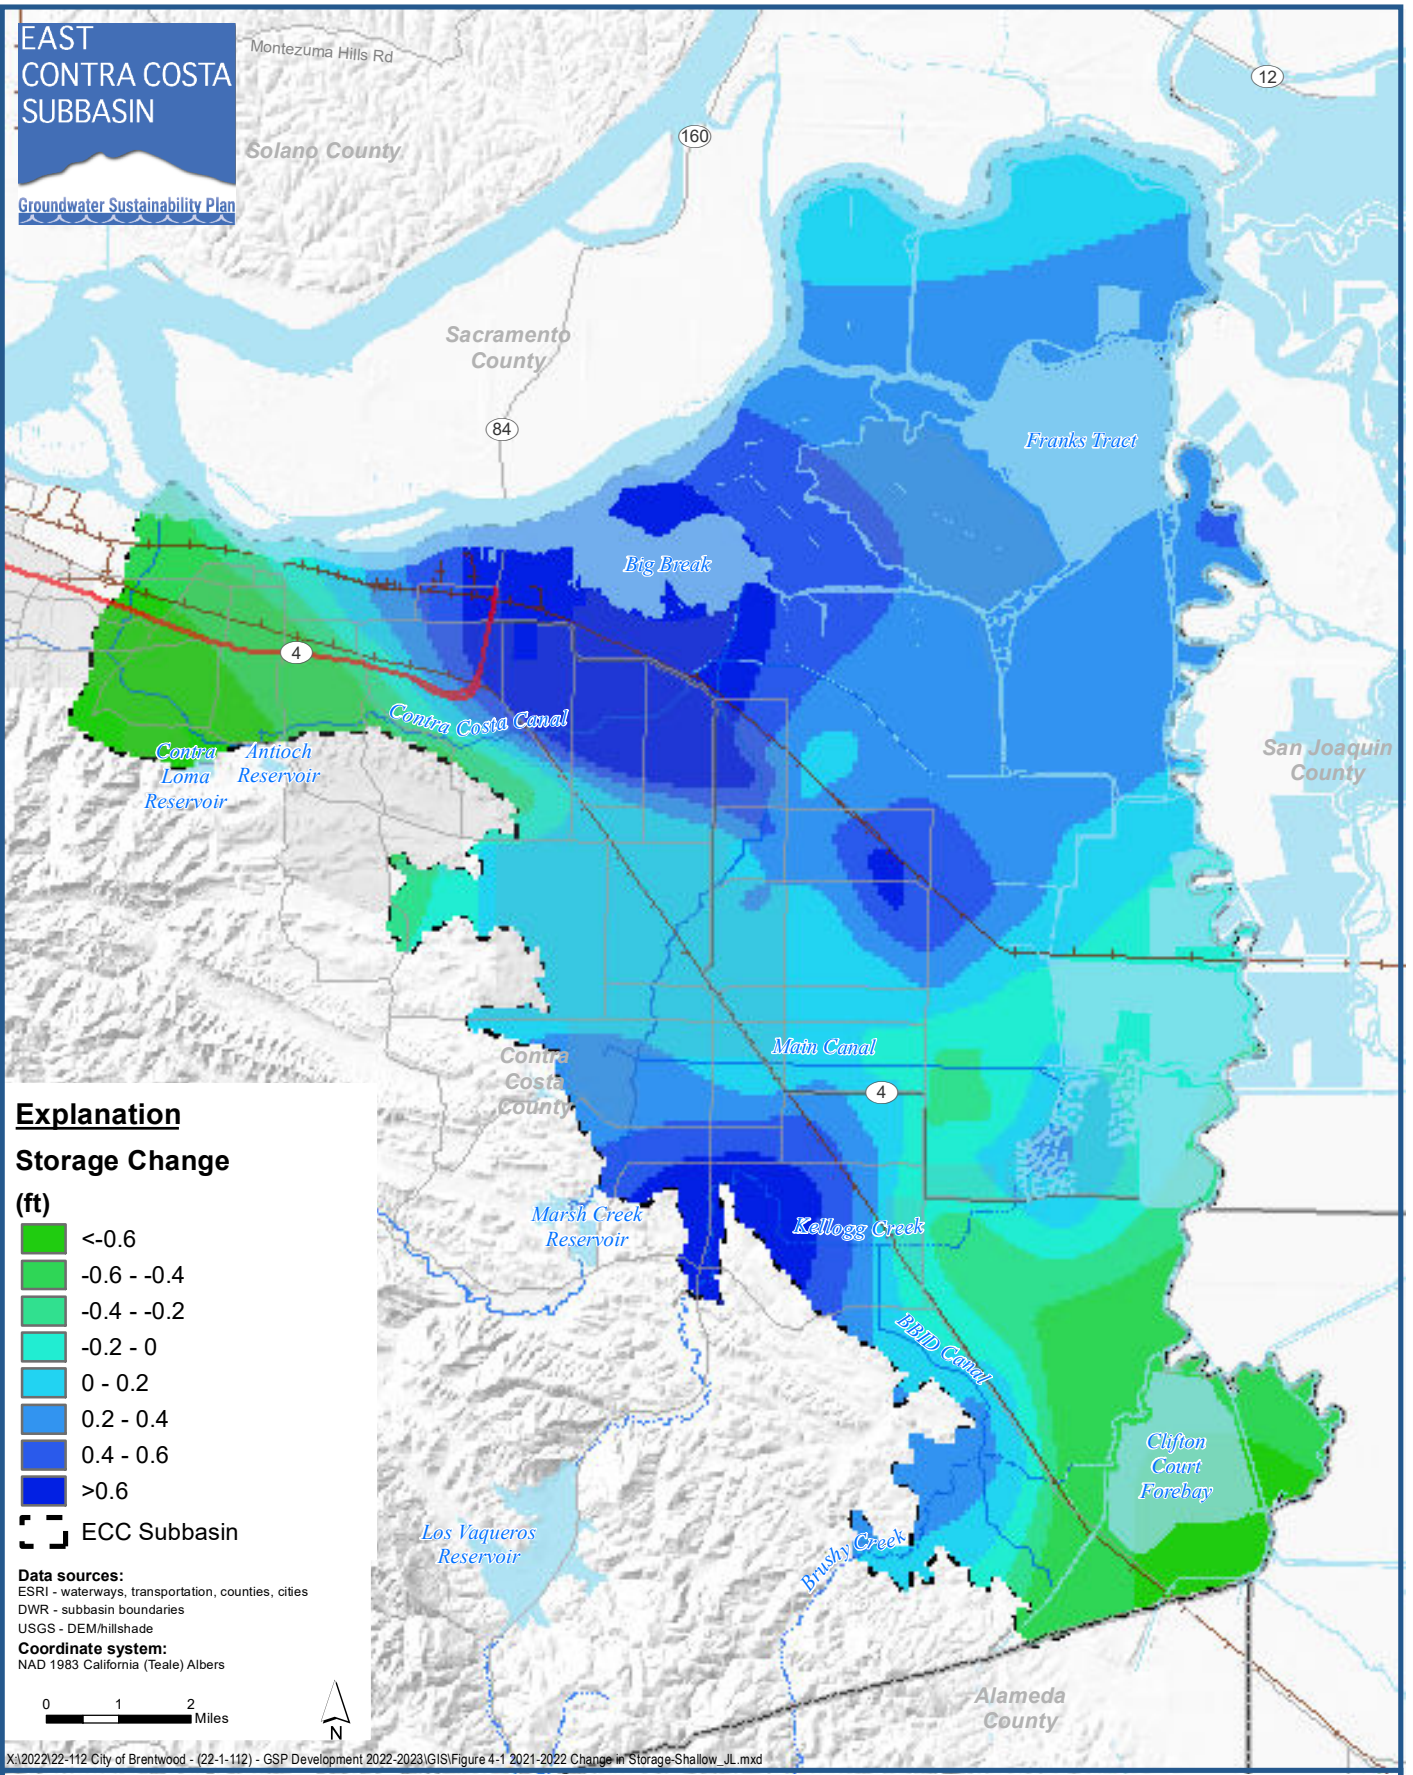 EAST
CONTRA COSTA
SUBBASIN
Groundwater Sustainability Plan
Montezuma Hills Rd
Solano County
160
12
Sacramento
County
84
Franks Tract
Big Break
4
Contra Costa Canal
Contra
Loma
Reservoir
Antioch
Reservoir
San Joaquin
County
Main Canal
Contra
Costa
County
4
Marsh Creek
Reservoir
Kellogg Creek
BBID Canal
Clifton
Court
Forebay
Los Vaqueros
Reservoir
Brushy Creek
Alameda
County
Explanation
Storage Change
(ft)
<-0.6
-0.6 - -0.4
-0.4 - -0.2
-0.2 - 0
0 - 0.2
0.2 - 0.4
0.4 - 0.6
>0.6
ECC Subbasin
Data sources:
ESRI - waterways, transportation, counties, cities
DWR - subbasin boundaries
USGS - DEM/hillshade
Coordinate system:
NAD 1983 California (Teale) Albers
0 1 2
Miles
N
X:\2022\22-112 City of Brentwood - (22-1-112) - GSP Development 2022-2023\GIS\Figure 4-1 2021-2022 Change in Storage-Shallow_JL.mxd